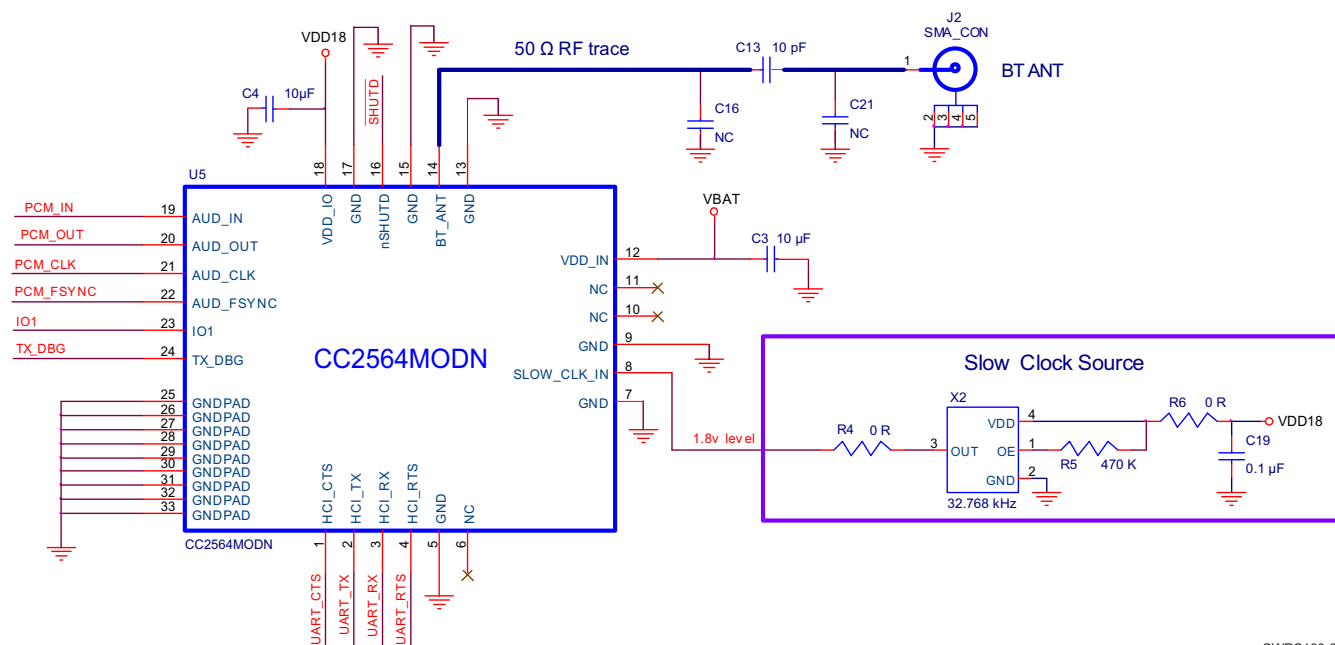 J2
SMA_CON
50 Ω RF trace
C13 10 pF
1
BT ANT
VDD18
C4 10µF
SHUTD
C16
NC
C21
NC
2
3
4
5
U5
18
17
16
15
14
13
VDD_IO
GND
nSHUTD
GND
BT_ANT
GND
PCM_IN
19
AUD_IN
PCM_OUT
20
AUD_OUT
PCM_CLK
21
AUD_CLK
PCM_FSYNC
22
AUD_FSYNC
IO1
23
IO1
TX_DBG
24
TX_DBG
25
GNDPAD
26
GNDPAD
27
GNDPAD
28
GNDPAD
29
GNDPAD
30
GNDPAD
31
GNDPAD
32
GNDPAD
33
GNDPAD
CC2564MODN
VBAT
C3 10 µF
VDD_IN
12
NC
11
NC
10
GND
9
SLOW_CLK_IN
8
GND
7
1.8v level
Slow Clock Source
X2
R4 0 R
3
OUT
VDD
4
OE
1
GND
2
32.768 kHz
R5 470 K
R6 0 R
VDD18
C19
0.1 µF
HCI_CTS
HCI_TX
HCI_RX
HCI_RTS
GND
NC
CC2564MODN
1
2
3
4
5
6
UART_CTS
UART_TX
UART_RX
UART_RTS